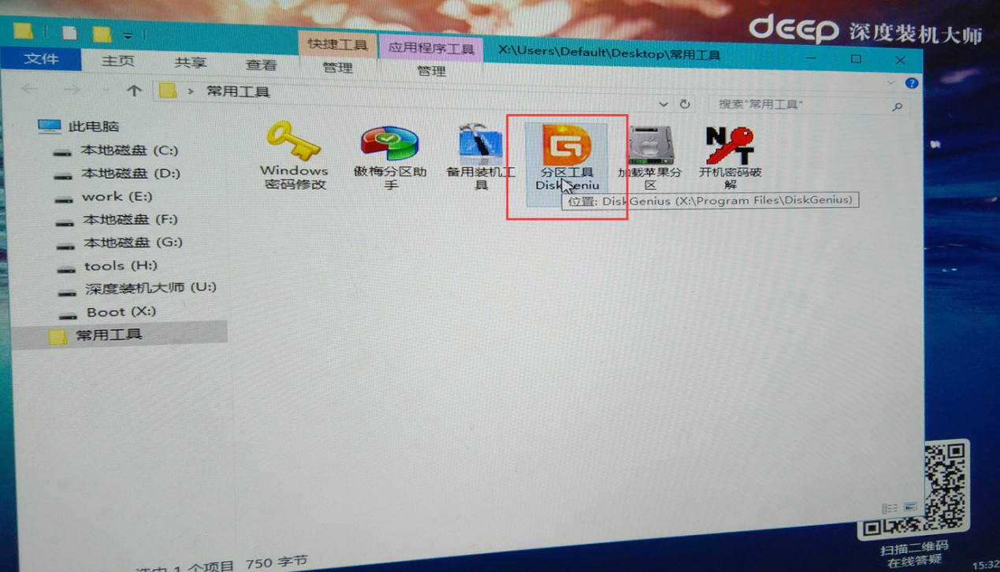 deep 深度装机大师
快捷工具
应用程序工具
X:\Users\Default\Desktop\常用工具
文件
主页
共享
查看
管理
管理
常用工具
搜索"常用工具"
此电脑
本地磁盘 (C:)
本地磁盘 (D:)
work (E:)
本地磁盘 (F:)
本地磁盘 (G:)
tools (H:)
深度装机大师 (U:)
Boot (X:)
常用工具
Windows
密码修改
傲梅分区助
手
备用装机工
具
分区工具
DiskGeniu
加载苹果分
区
开机密码破
解
N T
位置: DiskGenius (X:\Program Files\DiskGenius)
选中 1 个项目 750 字节
扫描二维码
在线答疑
15:32